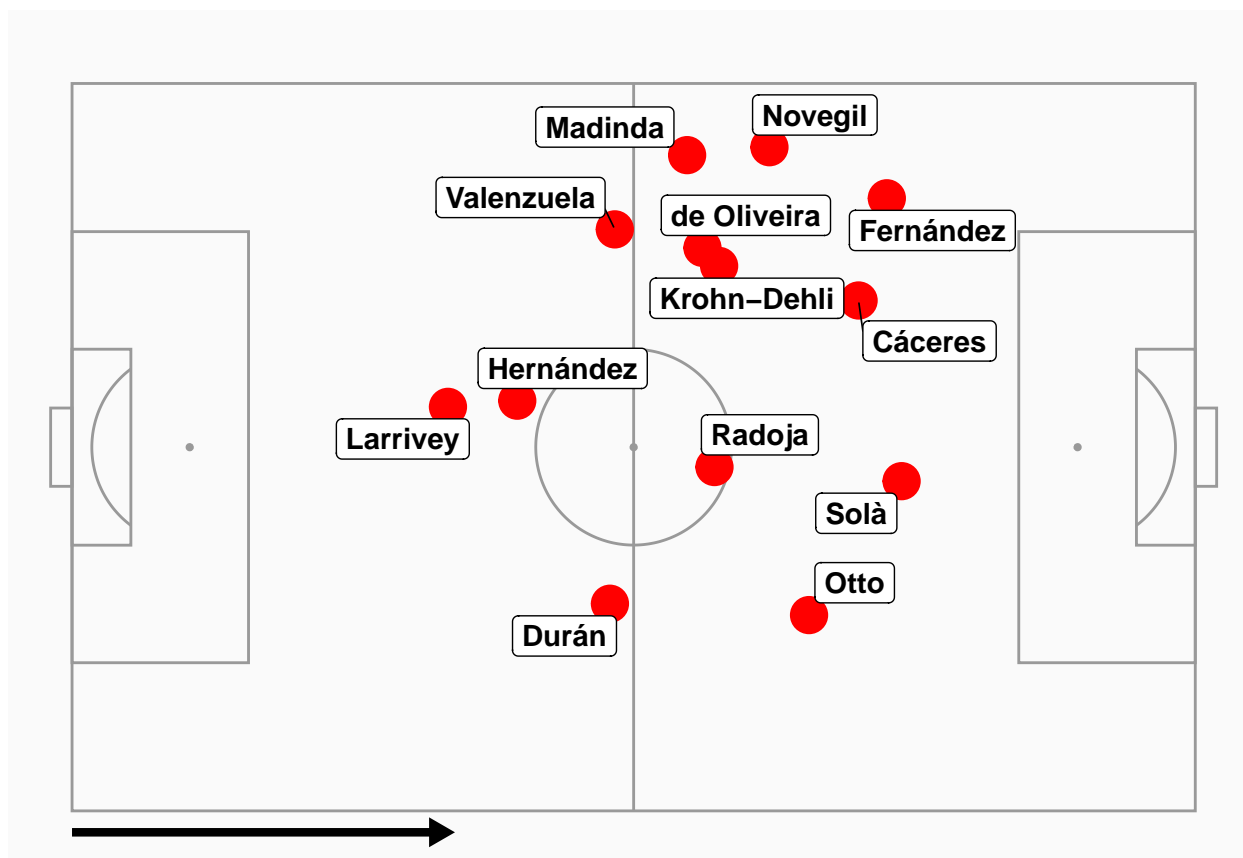 Novegil
Madinda
Valenzuela
de Oliveira
Fernández
Krohn−Dehli
Cáceres
Hernández
Larrivey
Radoja
Solà
Otto
Durán